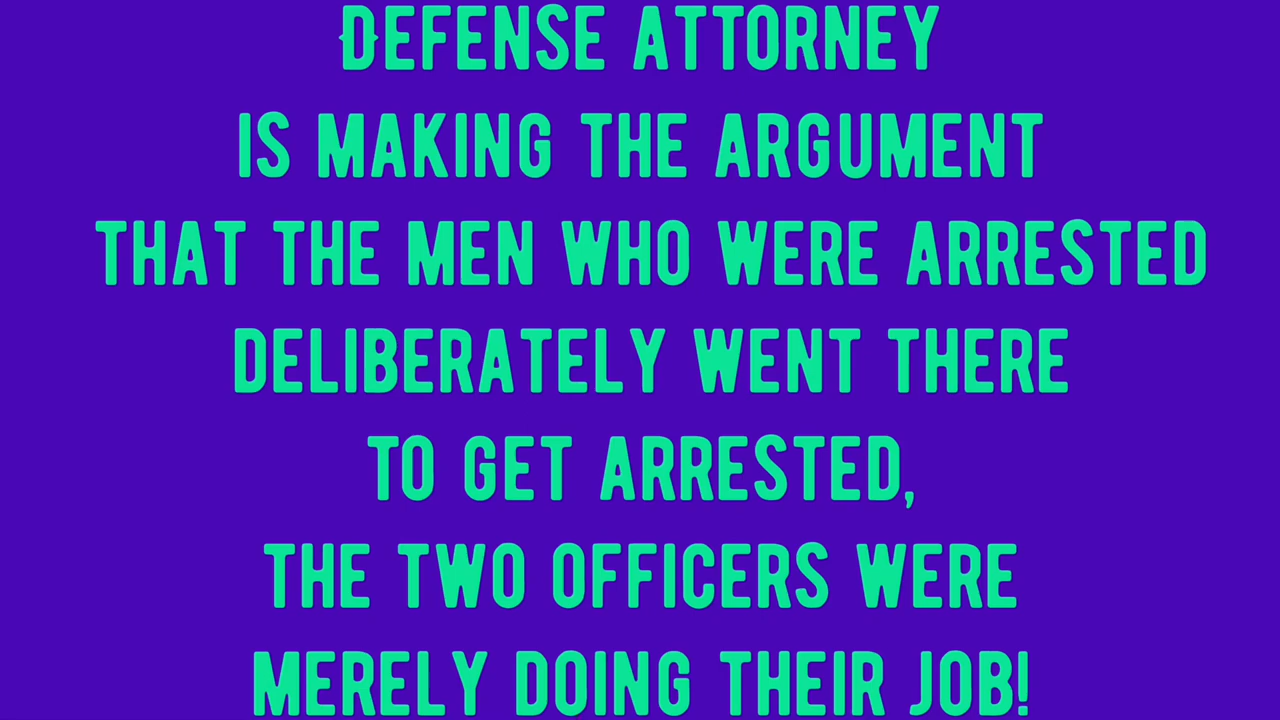 DEFENSE ATTORNEY
IS MAKING THE ARGUMENT
THAT THE MEN WHO WERE ARRESTED
DELIBERATELY WENT THERE
TO GET ARRESTED,
THE TWO OFFICERS WERE
MERELY DOING THEIR JOB!